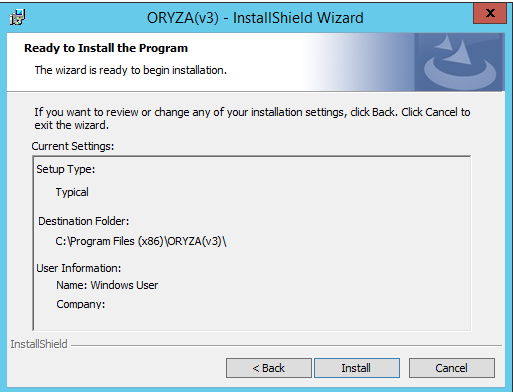 ORYZA(v3) - InstallShield Wizard
x
Ready to Install the Program
The wizard is ready to begin installation.
If you want to review or change any of your installation settings, click Back. Click Cancel to
exit the wizard.
Current Settings:
Setup Type:
Typical
Destination Folder:
C:\Program Files (x86)\ORYZA(v3)\
User Information:
Name: Windows User
Company:
InstallShield
< Back
Install
Cancel